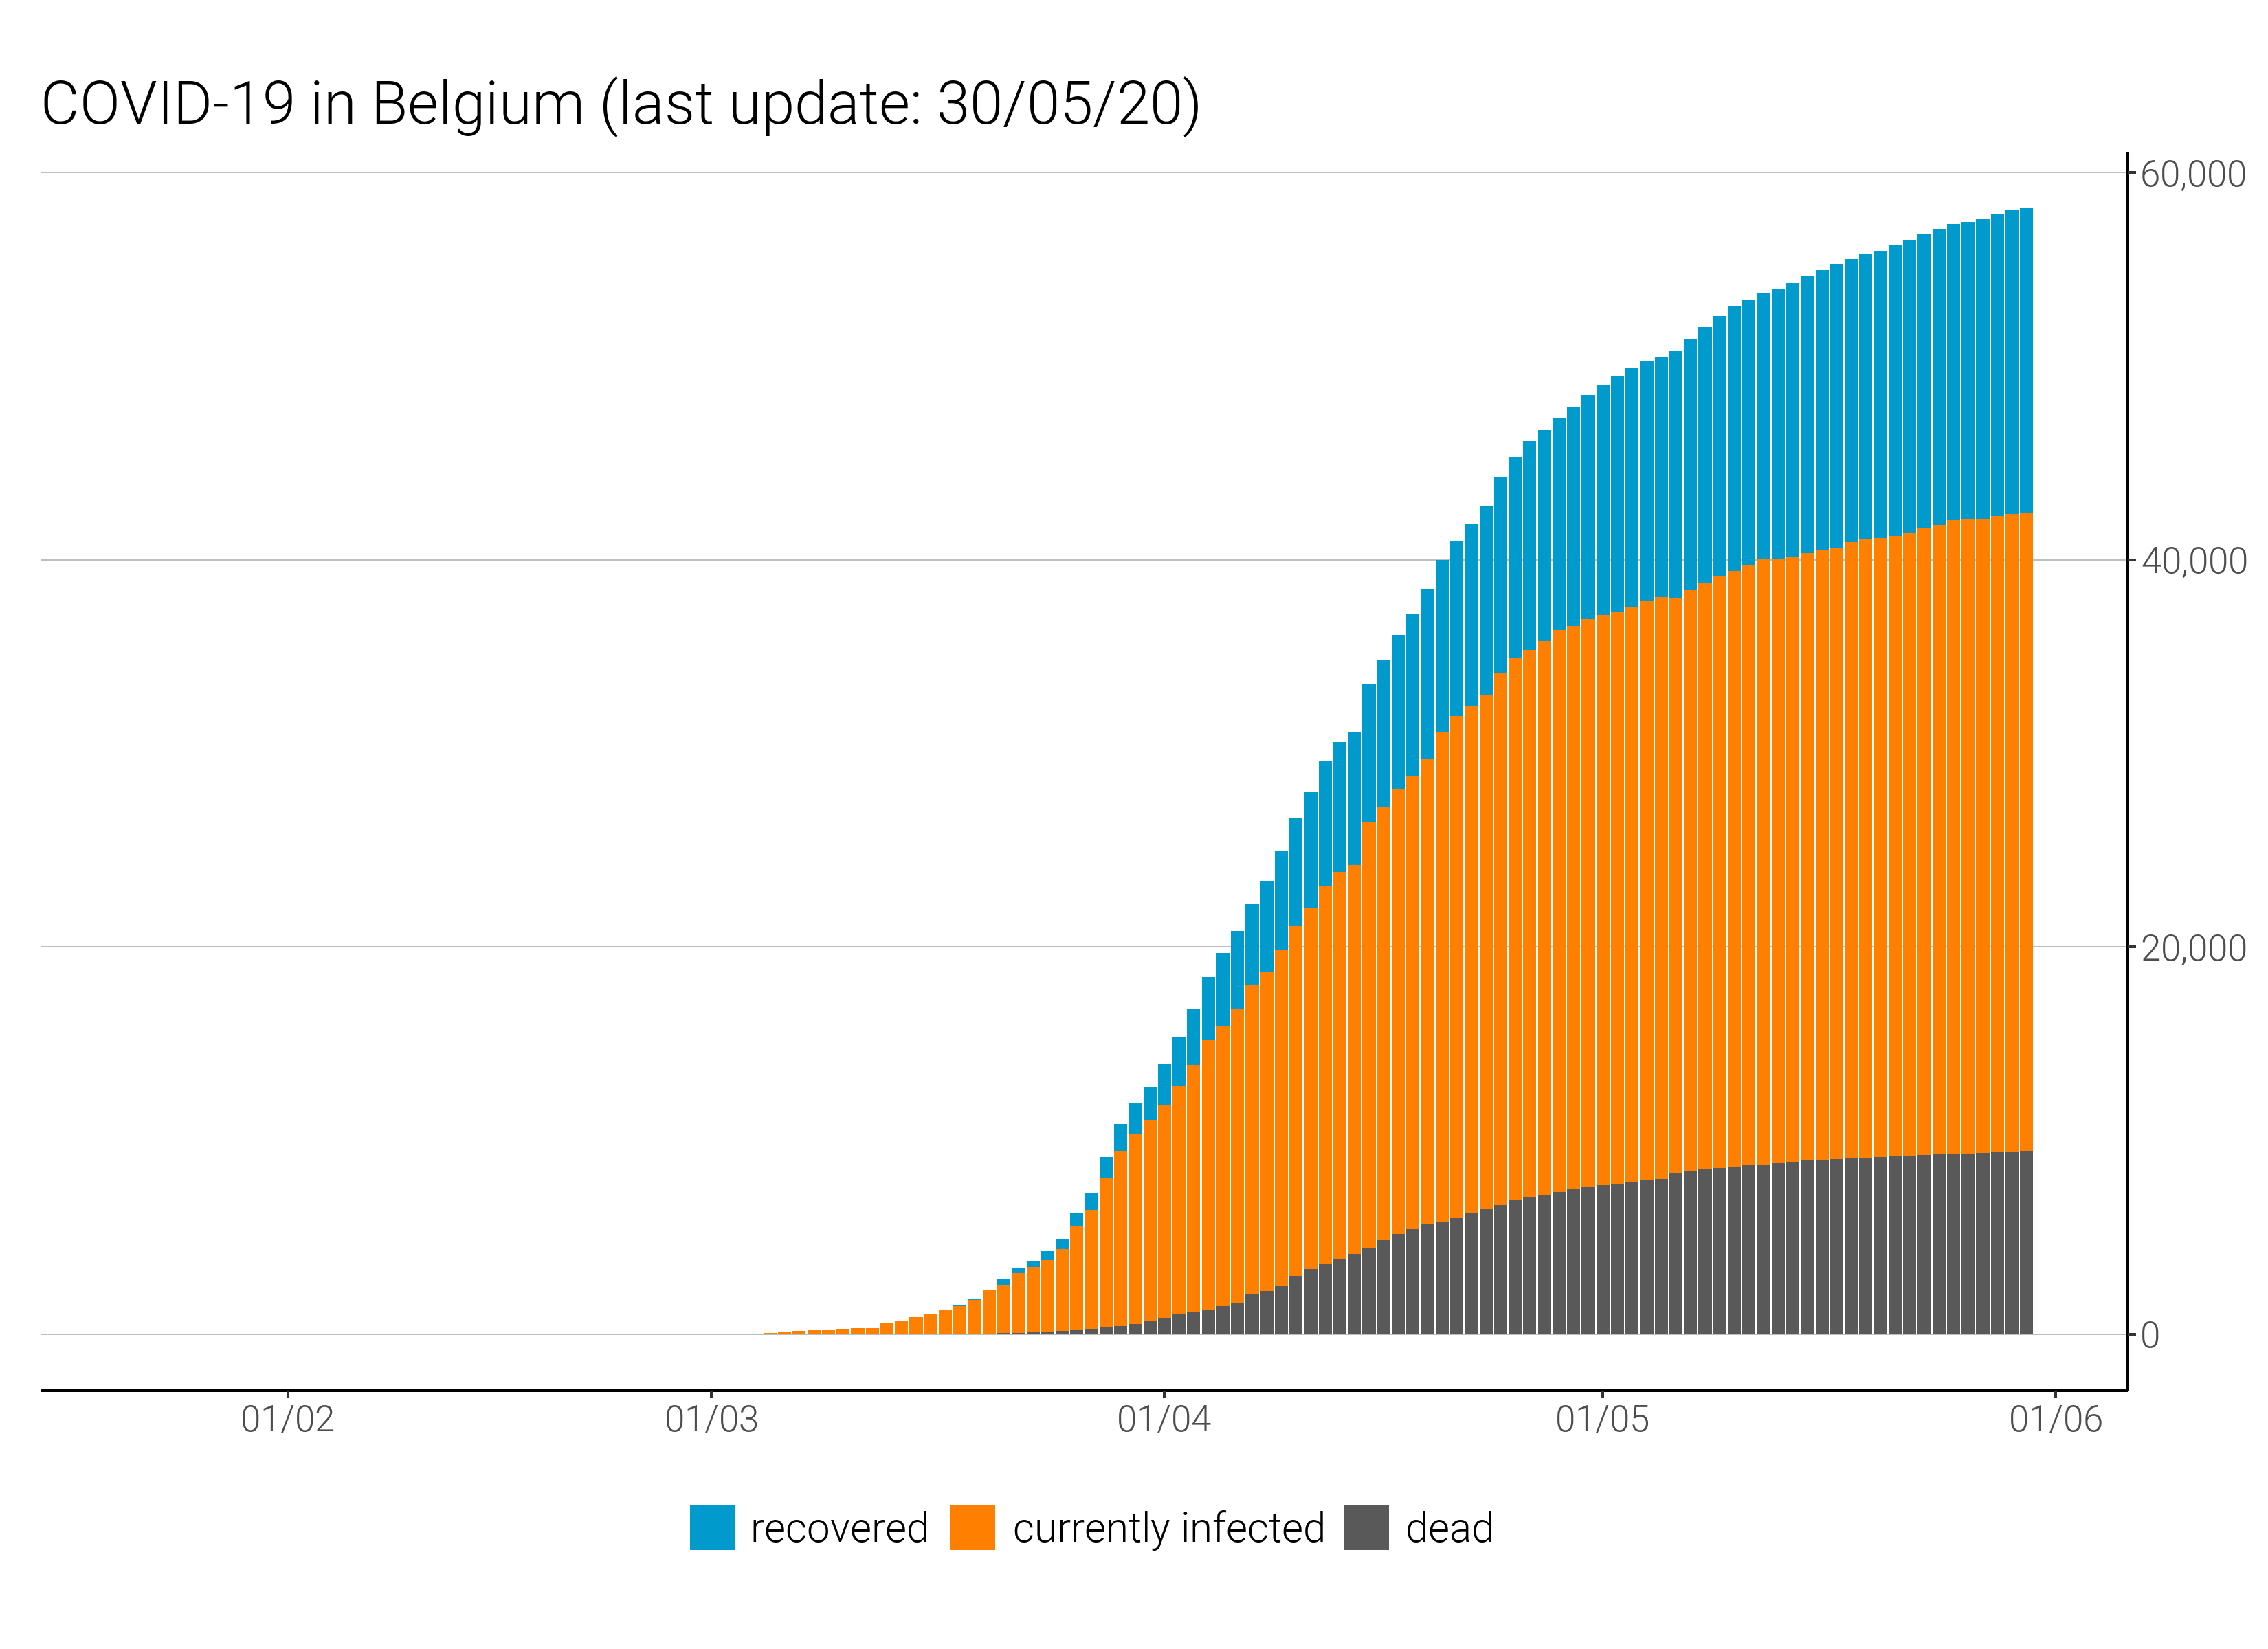 COVID-19 in Belgium (last update: 30/05/20)
60,000
40,000
20,000
0
01/02 01/03 01/04 01/05 01/06
recovered currently infected dead